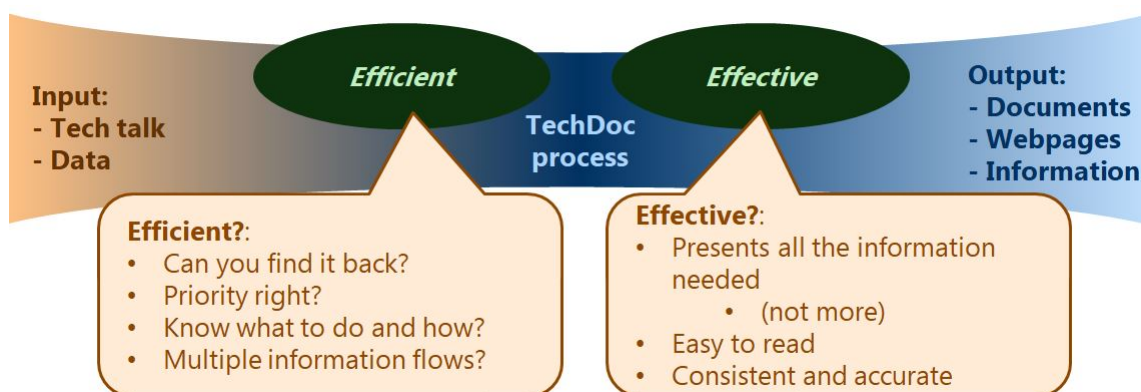 Input:
- Tech talk
- Data
Efficient
TechDoc
process
Effective
Output:
- Documents
- Webpages
- Information
Efficient?:
• Can you find it back?
• Priority right?
• Know what to do and how?
• Multiple information flows?
Effective?:
• Presents all the information
needed
• (not more)
• Easy to read
• Consistent and accurate